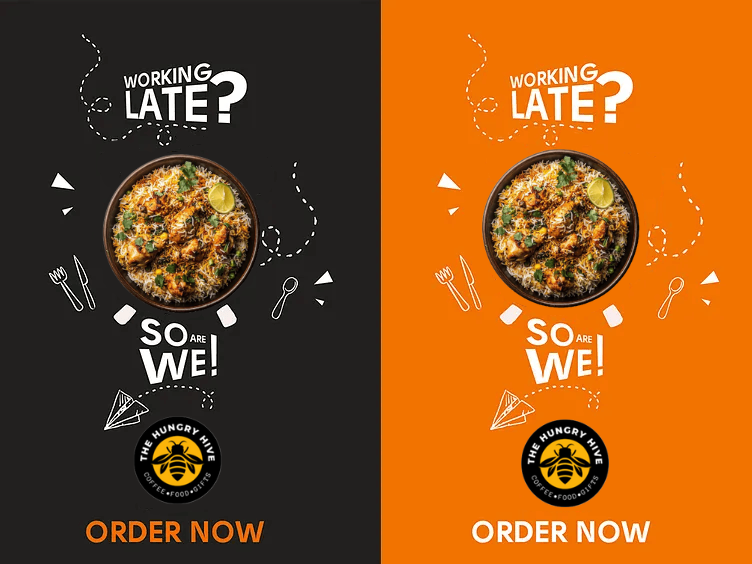 WORKING
LATE?
SO ARE
WE!
THE HUNGRY HIVE
COFFEE•FOOD•GIFTS
ORDER NOW
WORKING
LATE?
SO ARE
WE!
THE HUNGRY HIVE
COFFEE•FOOD•GIFTS
ORDER NOW